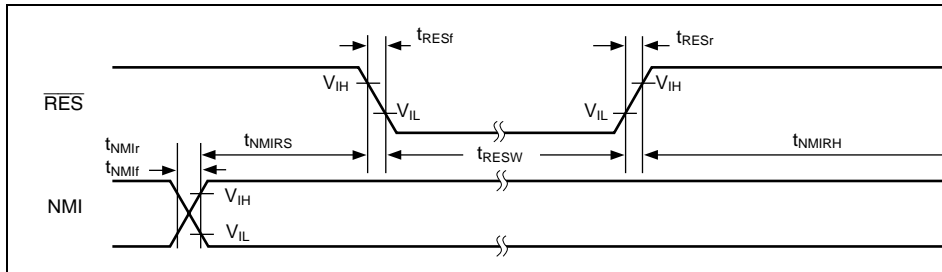 tRESf
tRESr
VIH
VIH
RES
VIL
VIL
tNMIr
tNMIRS
tNMIRH
tRESW
tNMIf
VIH
NMI
VIL